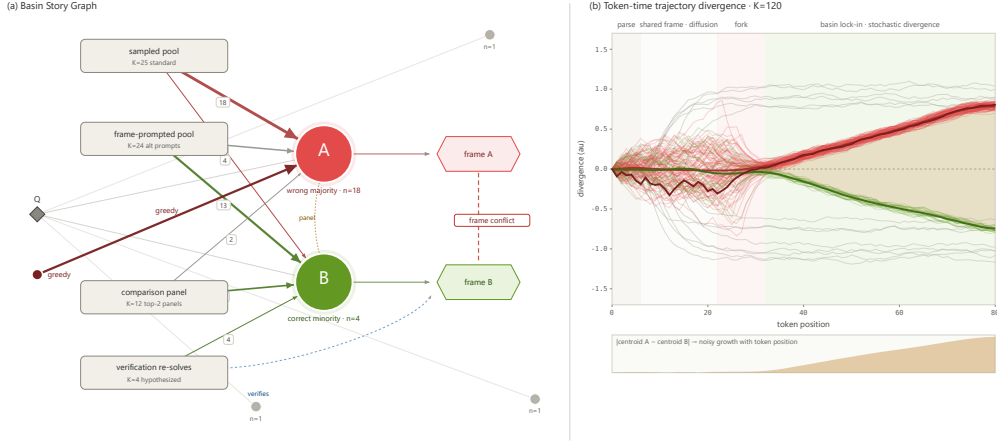 (a) Basin Story Graph
n=1
sampled pool
K=25 standard
18
frame-prompted pool
K=24 alt prompts
4
A
frame A
wrong majority · n=18
Q
greedy
13
panel
frame conflict
2
greedy
B
frame B
comparison panel
K=12 top-2 panels
correct minority · n=4
4
verification re-solves
K=4 hypothesized
verifies
n=1
n=1
(b) Token-time trajectory divergence · K=120
parse shared frame · diffusion fork basin lock-in · stochastic divergence
1.5
1.0
0.5
0.0
-0.5
-1.0
-1.5
divergence (au)
0 20 40 60 80
token position
|centroid A − centroid B| — noisy growth with token position